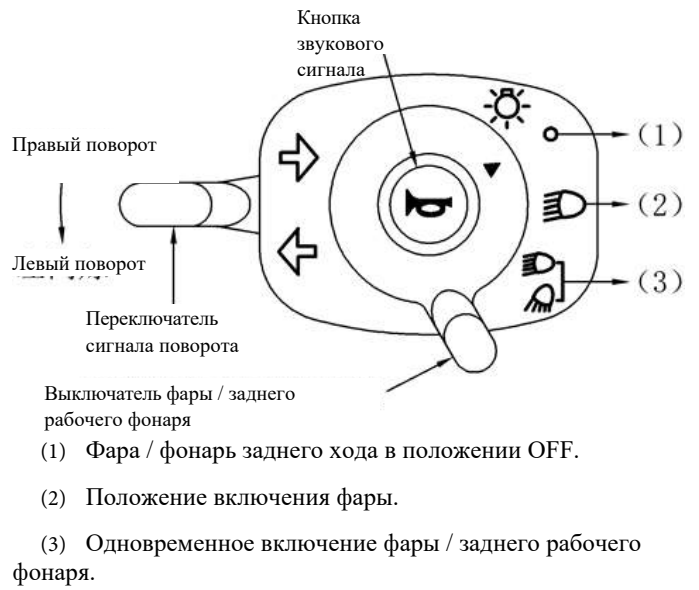 Кнопка
звукового
сигнала
(1)
Правый поворот
(2)
Левый поворот
(3)
Переключатель
сигнала поворота
Выключатель фары / заднего
рабочего фонаря
(1) Фара / фонарь заднего хода в положении OFF.
(2) Положение включения фары.
(3) Одновременное включение фары / заднего рабочего
фонаря.